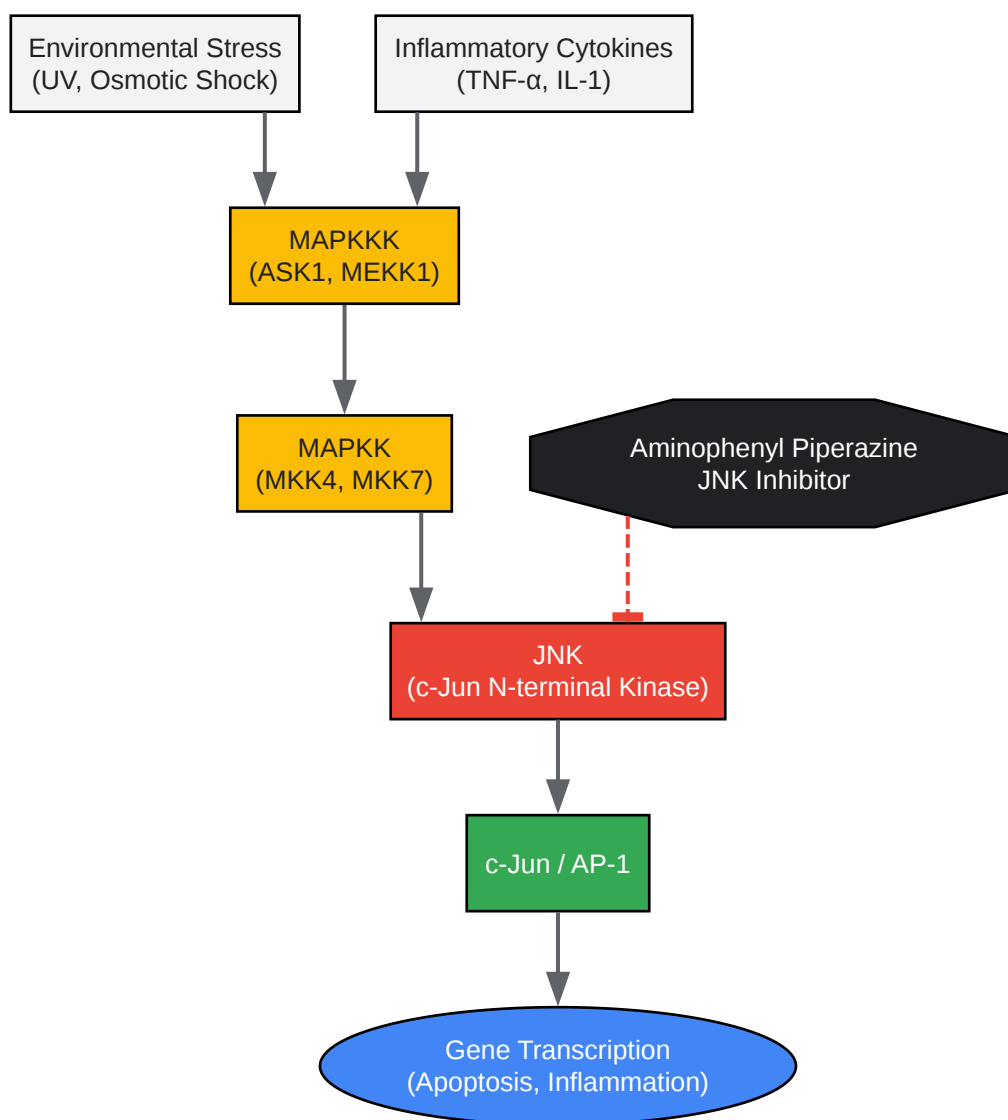 Environmental Stress
(UV, Osmotic Shock)
Inflammatory Cytokines
(TNF-α, IL-1)
MAPKKK
(ASK1, MEKK1)
MAPKK
(MKK4, MKK7)
Aminophenyl Piperazine
JNK Inhibitor
JNK
(c-Jun N-terminal Kinase)
c-Jun / AP-1
Gene Transcription
(Apoptosis, Inflammation)